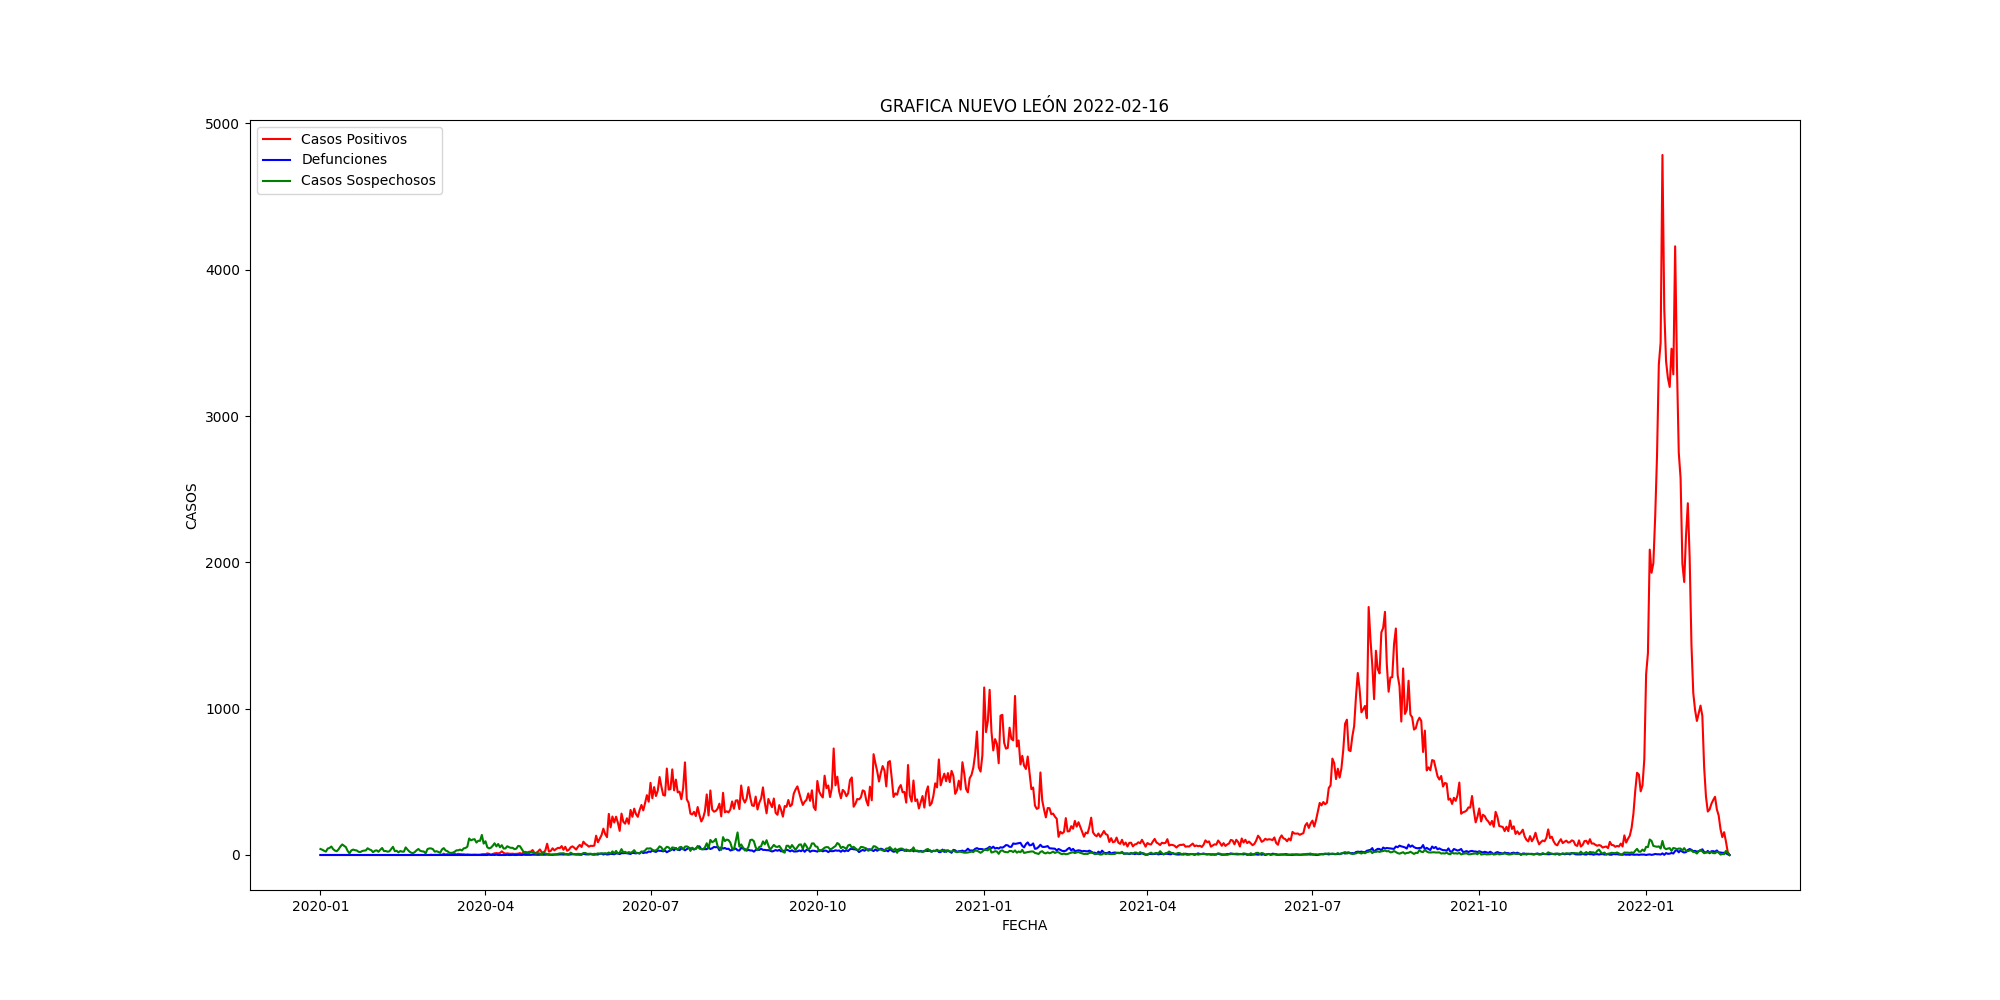 GRAFICA NUEVO LEÓN 2022-02-16
5000
Casos Positivos
Defunciones
Casos Sospechosos
4000
3000
CASOS
2000
1000
0
2020-01 2020-04 2020-07 2020-10 2021-01 2021-04 2021-07 2021-10 2022-01
FECHA